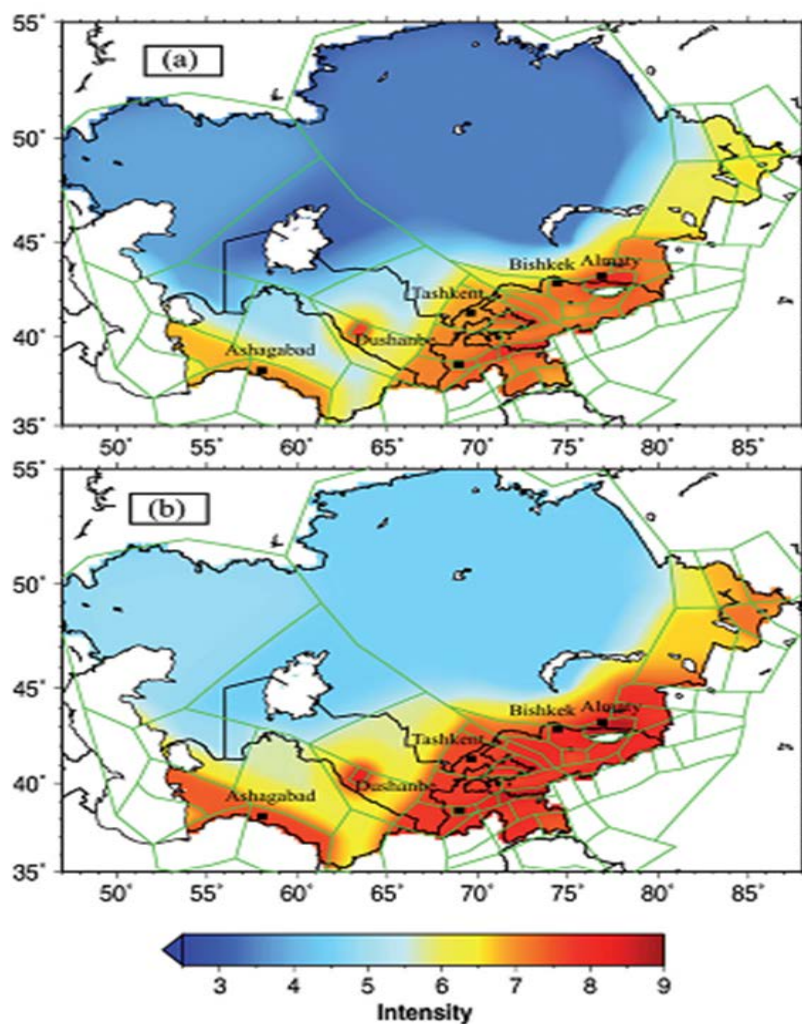 55°
(a)
50°
45°
Bishkek Almaty
Tashkent
40°
Dushanbe
Ashagabad
35°
50° 55° 60° 65° 70° 75° 80° 85°
55°
(b)
50°
45°
Bishkek Almaty
Tashkent
40°
Dushanbe
Ashagabad
35°
50° 55° 60° 65° 70° 75° 80° 85°
3 4 5 6 7 8 9
Intensity